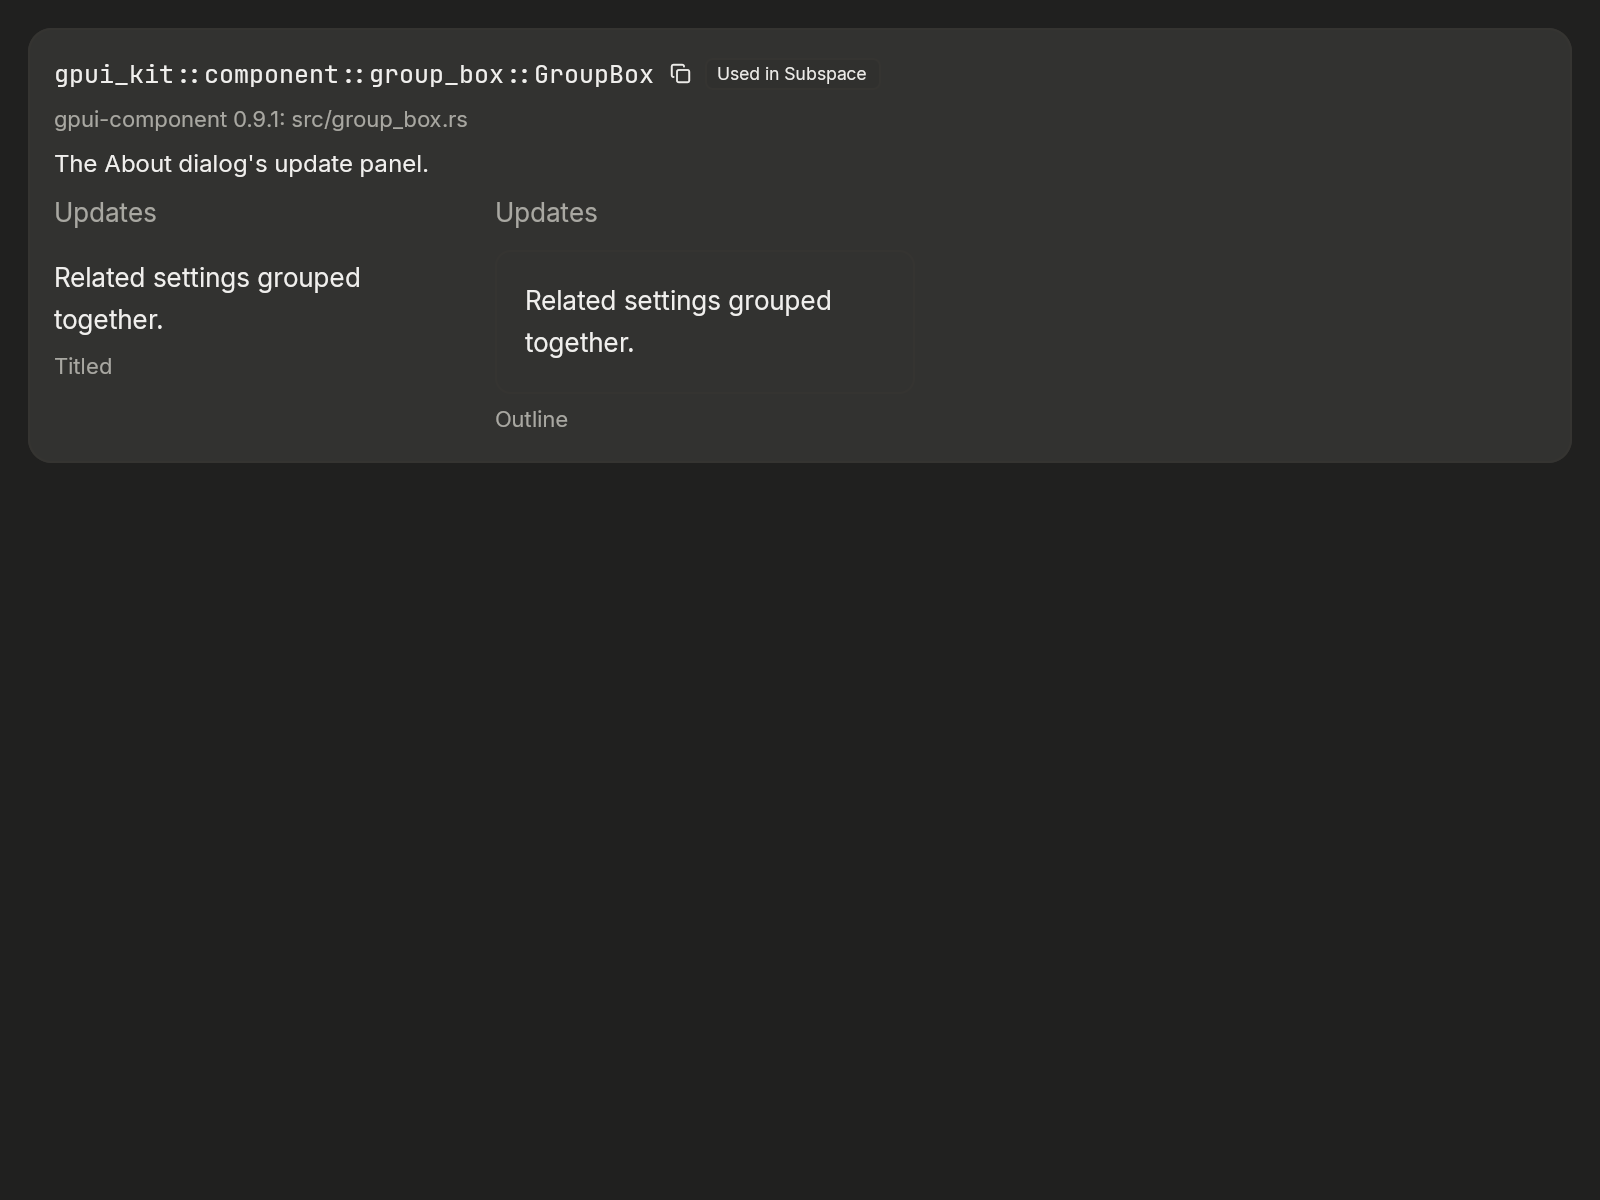 gpui_kit::component::group_box::GroupBox Used in Subspace
gpui-component 0.9.1: src/group_box.rs
The About dialog's update panel.
Updates
Related settings grouped
together.
Titled
Updates
Related settings grouped
together.
Outline